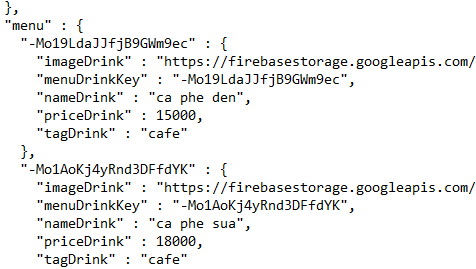 },
"menu" : {
"-Mo19LdaJJfjB9GWm9ec" : {
"imageDrink" : "https://firebasestorage.googleapis.com/
"menuDrinkKey" : "-Mo19LdaJJfjB9GWm9ec",
"nameDrink" : "ca phe den",
"priceDrink" : 15000,
"tagDrink" : "cafe"
},
"-Mo1AoKj4yRnd3DFfdYK" : {
"imageDrink" : "https://firebasestorage.googleapis.com/
"menuDrinkKey" : "-Mo1AoKj4yRnd3DFfdYK",
"nameDrink" : "ca phe sua",
"priceDrink" : 18000,
"tagDrink" : "cafe"